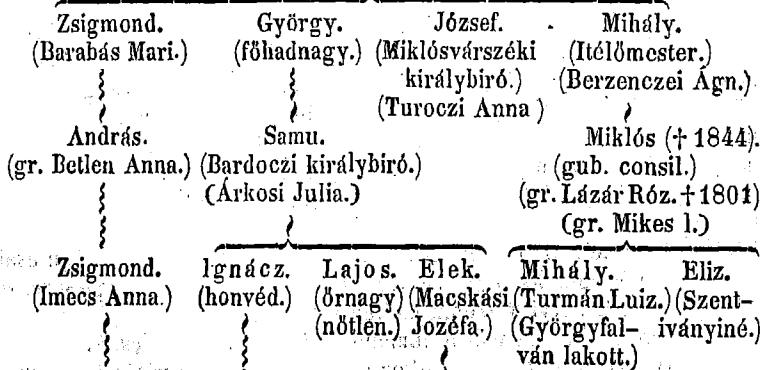 Zsigmond. György. József. Mihály.
(Barabás Mari.) (főhadnagy.) (Miklósvárszéki (Itélőmester.)
királybiró.) (Berzenczei Ágn.)
(Turoczi Anna)
András. Samu. Miklós († 1844).
(gr. Betlen Anna.) (Bardoczi királybiró.) (gub. consil.)
(Árkosi Julia.) (gr. Lázár Róz. † 1801)
(gr. Mikes l.)
Zsigmond. Ignácz. Lajos. Elek. Mihály. Eliz.
(Imecs Anna.) (honvéd.) (őrnagy) (Macskási (Turmán Luiz.) (Szent-
(nőtlen.) Jozéfa.) (Györgyfal- iványiné.)
ván lakott.)